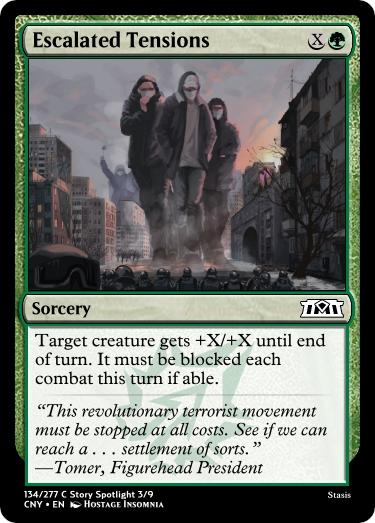 Escalated Tensions X
Sorcery
Target creature gets +X/+X until end
of turn. It must be blocked each
combat this turn if able.
“This revolutionary terrorist movement
must be stopped at all costs. See if we can
reach a . . . settlement of sorts.”
—Tomer, Figurehead President
134/277 C Story Spotlight 3/9
Stasis
CNY • EN Hostage Insomnia